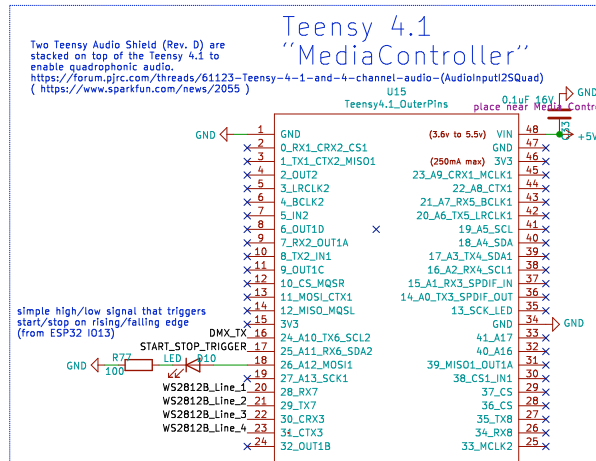 Teensy 4.1
"MediaController"
Two Teensy Audio Shield (Rev. D) are
stacked on top of the Teensy 4.1 to
enable quadrophonic audio.
https://forum.pjrc.com/threads/61123-Teensy-4-1-and-4-channel-audio-(AudioInputI2SQuad)
( https://www.sparkfun.com/news/2055 )
U15
Teensy4.1_OuterPins
0.1uF 16V
GND
place near Media_Contr
C33
+5V
GND 1 GND (3.6v to 5.5v) VIN 48
2 0_RX1_CRX2_CS1 GND 47
3 1_TX1_CTX2_MISO1 (250mA max) 3V3 46
4 2_OUT2 23_A9_CRX1_MCLK1 45
5 3_LRCLK2 22_A8_CTX1 44
6 4_BCLK2 21_A7_RX5_BCLK1 43
7 5_IN2 20_A6_TX5_LRCLK1 42
8 6_OUT1D 19_A5_SCL 41
9 7_RX2_OUT1A 18_A4_SDA 40
10 8_TX2_IN1 17_A3_TX4_SDA1 39
11 9_OUT1C 16_A2_RX4_SCL1 38
12 10_CS_MQSR 15_A1_RX3_SPDIF_IN 37
13 11_MOSI_CTX1 14_A0_TX3_SPDIF_OUT 36
14 12_MISO_MQSL 13_SCK_LED 35
15 3V3 GND 34 GND
simple high/low signal that triggers
start/stop on rising/falling edge
(from ESP32 IO13)
DMX_TX 16 24_A10_TX6_SCL2 41_A17 33
START_STOP_TRIGGER 17 25_A11_RX6_SDA2 40_A16 32
GND R77 100 LED D10 18 26_A12_MOSI1 39_MISO1_OUT1A 31
19 27_A13_SCK1 38_CS1_IN1 30
WS2812B_Line_1 20 28_RX7 37_CS 29
WS2812B_Line_2 21 29_TX7 36_CS 28
WS2812B_Line_3 22 30_CRX3 35_TX8 27
WS2812B_Line_4 23 31_CTX3 34_RX8 26
24 32_OUT1B 33_MCLK2 25